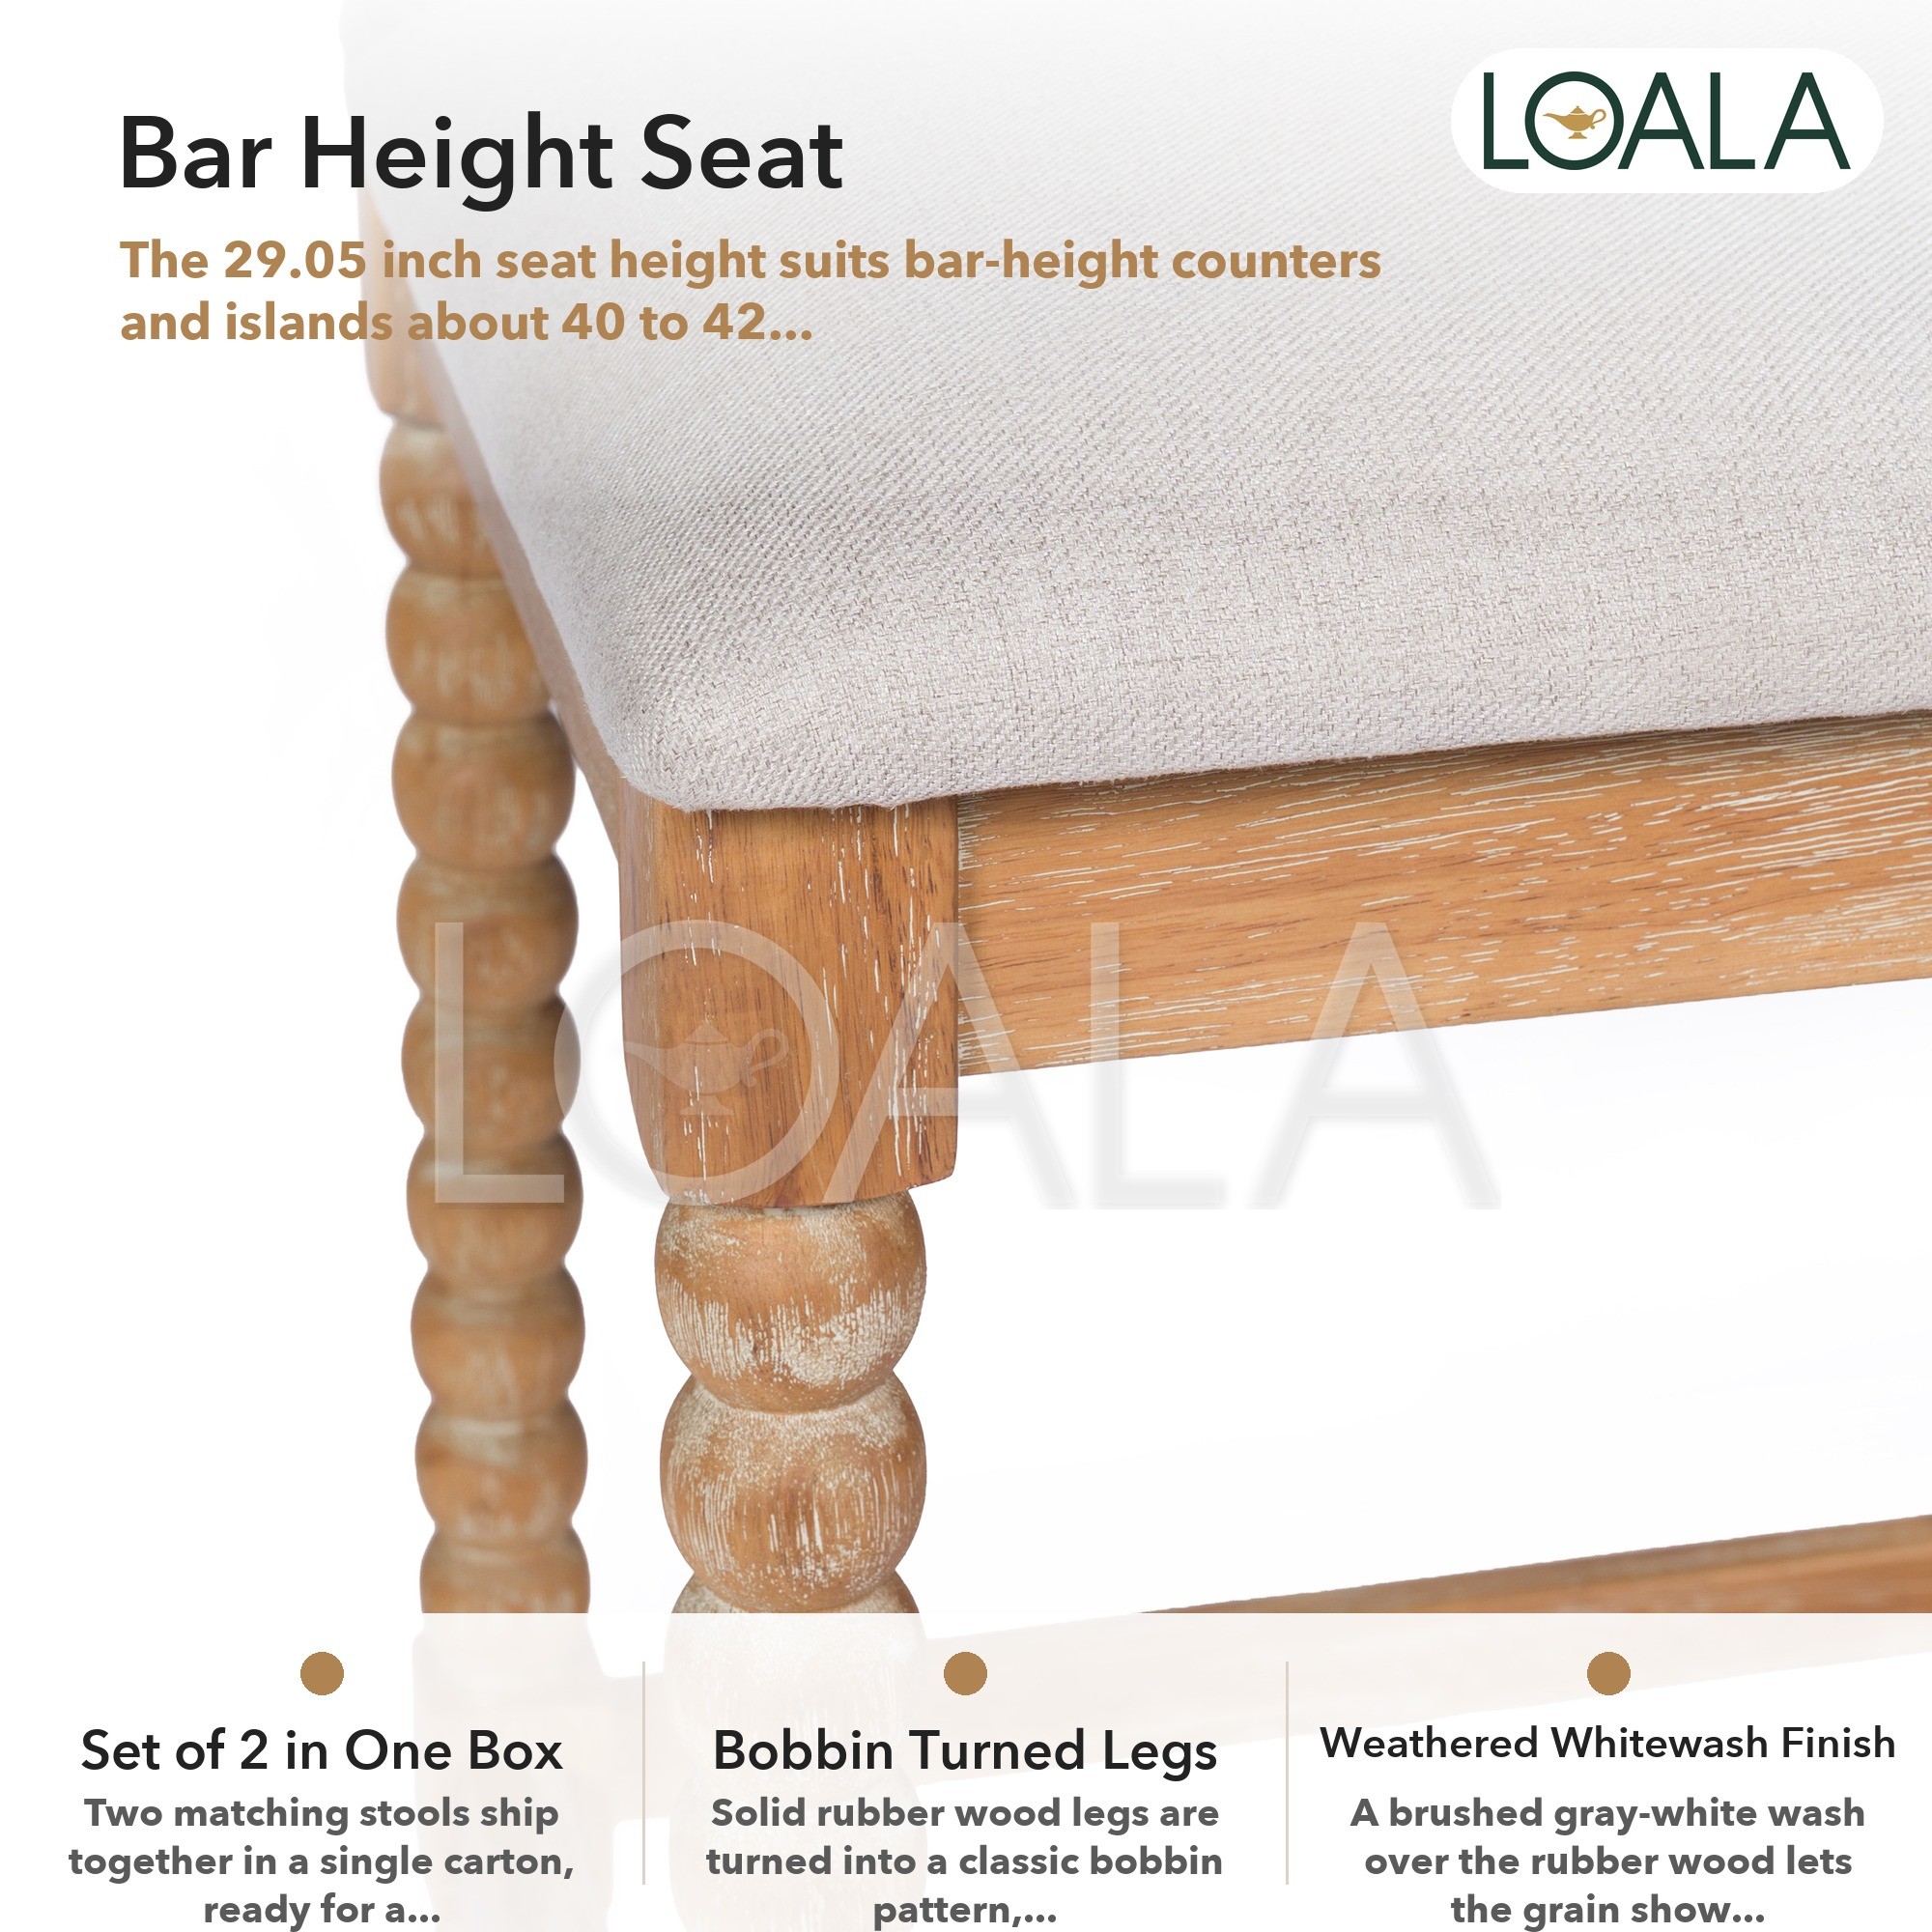 LOALA
Bar Height Seat
The 29.05 inch seat height suits bar-height counters
and islands about 40 to 42...
LOALA
Set of 2 in One Box
Two matching stools ship
together in a single carton,
ready for a...
Bobbin Turned Legs
Solid rubber wood legs are
turned into a classic bobbin
pattern,...
Weathered Whitewash Finish
A brushed gray-white wash
over the rubber wood lets
the grain show...